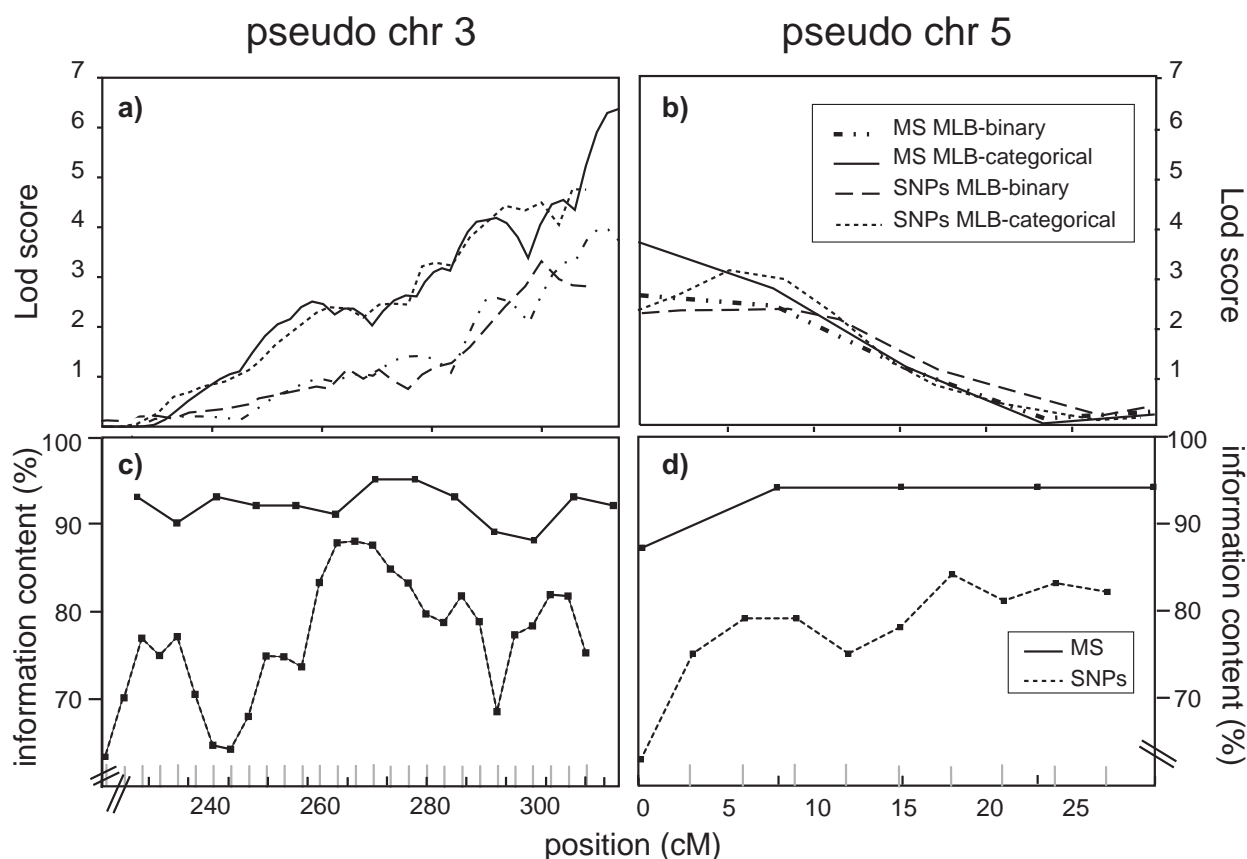 pseudo chr 3
pseudo chr 5
a)
7
6
5
4
3
2
1
Lod score
b)
MS MLB-binary
MS MLB-categorical
SNPs MLB-binary
SNPs MLB-categorical
7
6
5
4
3
2
1
Lod score
c)
100
90
80
70
information content (%)
240
260
280
300
d)
MS
SNPs
100
90
80
70
information content (%)
0
5
10
15
20
25
position (cM)